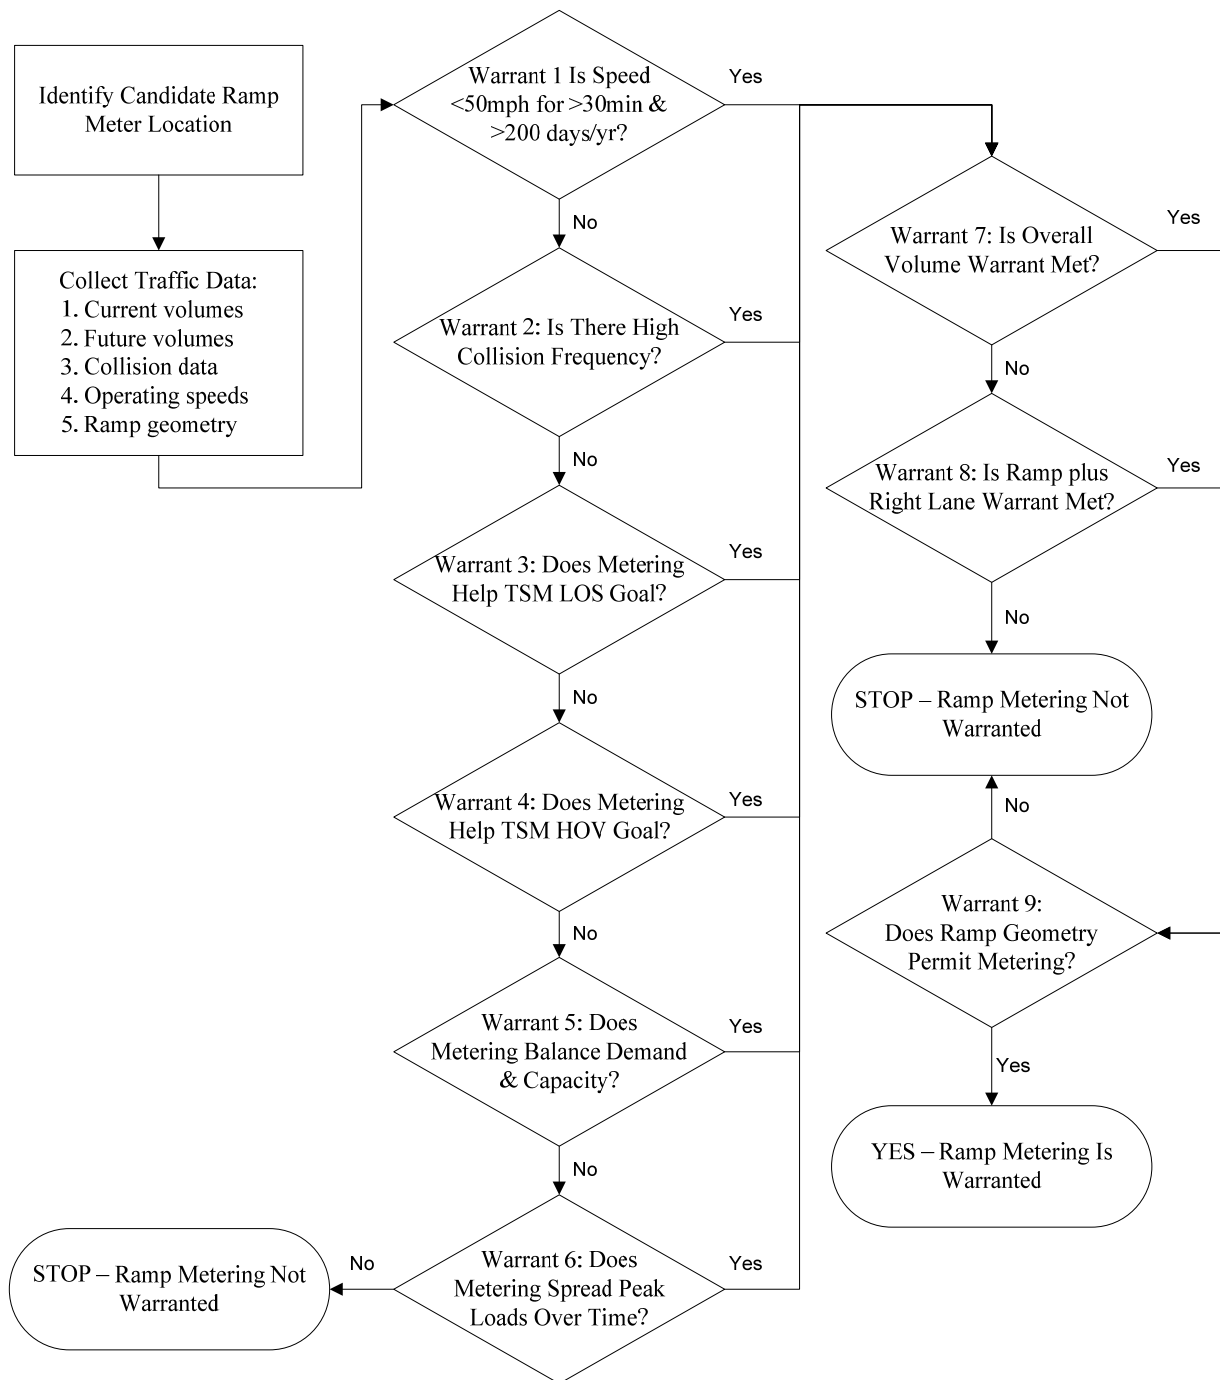 Identify Candidate Ramp
Meter Location
Collect Traffic Data:
1. Current volumes
2. Future volumes
3. Collision data
4. Operating speeds
5. Ramp geometry
Warrant 1 Is Speed
<50mph for >30min &
>200 days/yr?
Yes
No
Warrant 2: Is There High
Collision Frequency?
Yes
No
Warrant 3: Does Metering
Help TSM LOS Goal?
Yes
No
Warrant 4: Does Metering
Help TSM HOV Goal?
Yes
No
Warrant 5: Does
Metering Balance Demand
& Capacity?
Yes
No
Warrant 6: Does
Metering Spread Peak
Loads Over Time?
Yes
No
STOP – Ramp Metering Not
Warranted
Warrant 7: Is Overall
Volume Warrant Met?
Yes
No
Warrant 8: Is Ramp plus
Right Lane Warrant Met?
Yes
No
STOP – Ramp Metering Not
Warranted
No
Warrant 9:
Does Ramp Geometry
Permit Metering?
Yes
YES – Ramp Metering Is
Warranted